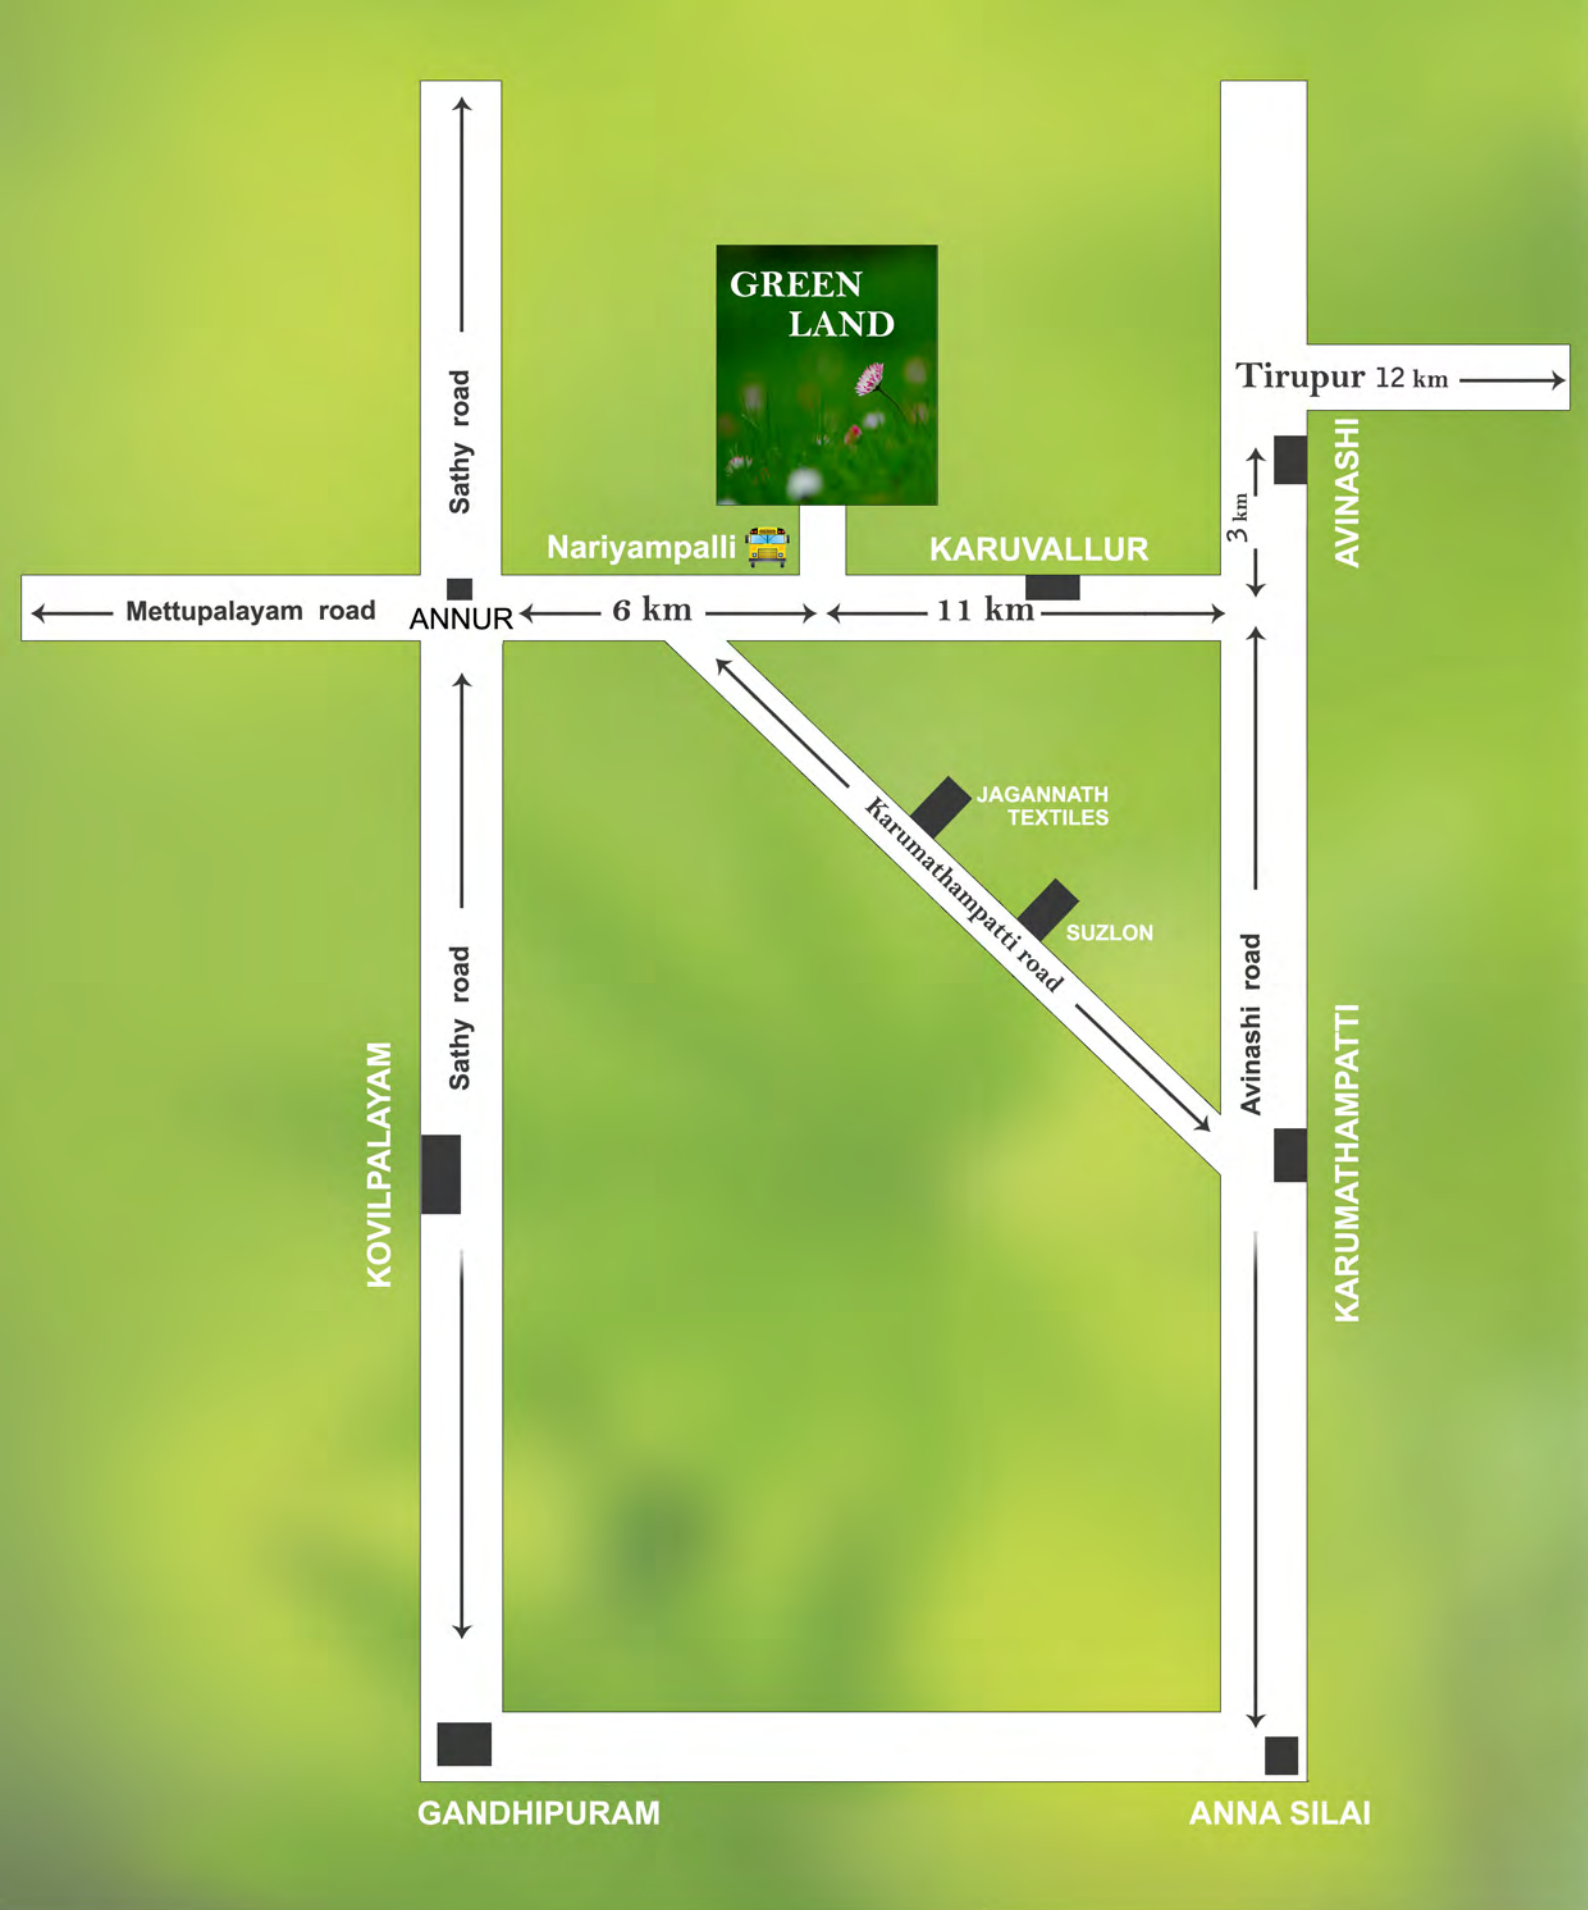 GREEN
LAND
Sathy road
Tirupur 12 km
AVINASHI
3 km
Nariyampalli
KARUVALLUR
Mettupalayam road
ANNUR
6 km
11 km
JAGANNATH
TEXTILES
Karumathampatti road
SUZLON
Sathy road
Avinashi road
KOVILPALAYAM
KARUMATHAMPATTI
GANDHIPURAM
ANNA SILAI